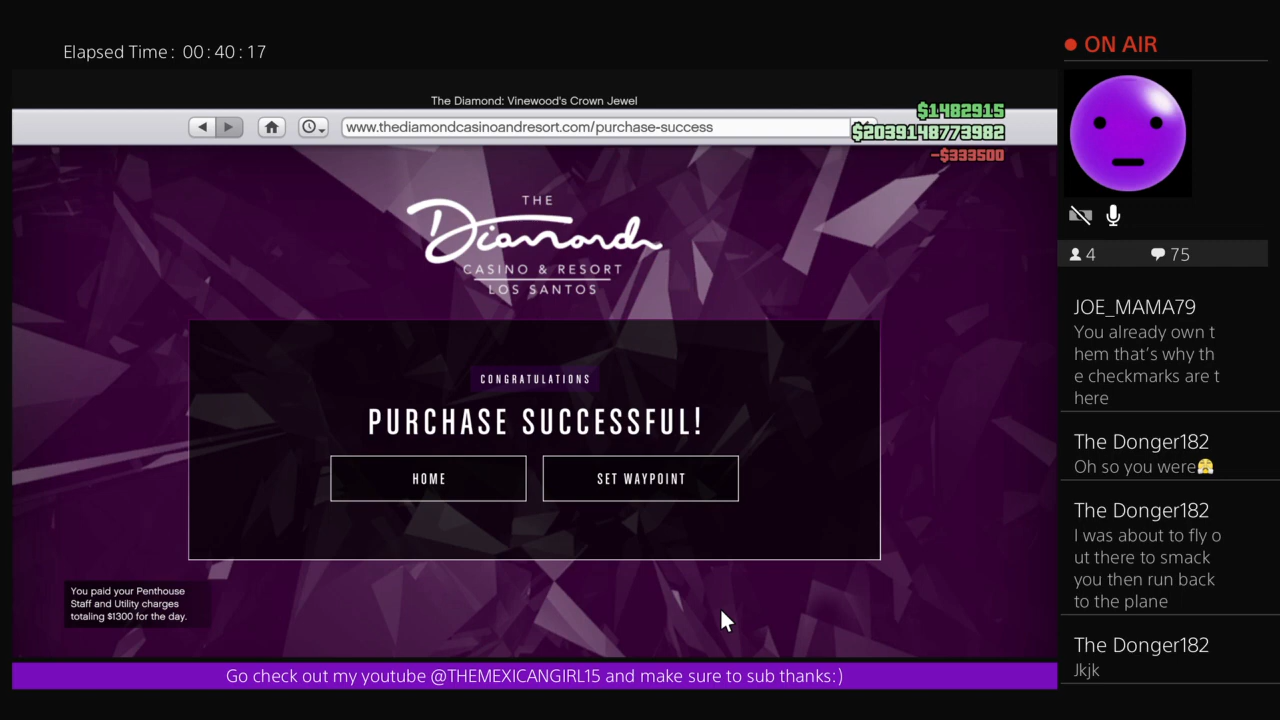 Elapsed Time: 00:40:17
ON AIR
The Diamond: Vinewood's Crown Jewel
www.thediamondcasinoandresort.com/purchase-success
$1482915
$2039148773982
-$333500
THE
Diamond
CASINO & RESORT
LOS SANTOS
CONGRATULATIONS
PURCHASE SUCCESSFUL!
HOME
SET WAYPOINT
You paid your Penthouse
Staff and Utility charges
totaling $1300 for the day.
Go check out my youtube @THEMEXICANGIRL15 and make sure to sub thanks:)
4
75
JOE_MAMA79
You already own t
hem that's why th
e checkmarks are t
here
The Donger182
Oh so you were😤
The Donger182
I was about to fly o
ut there to smack
you then run back
to the plane
The Donger182
Jkjk